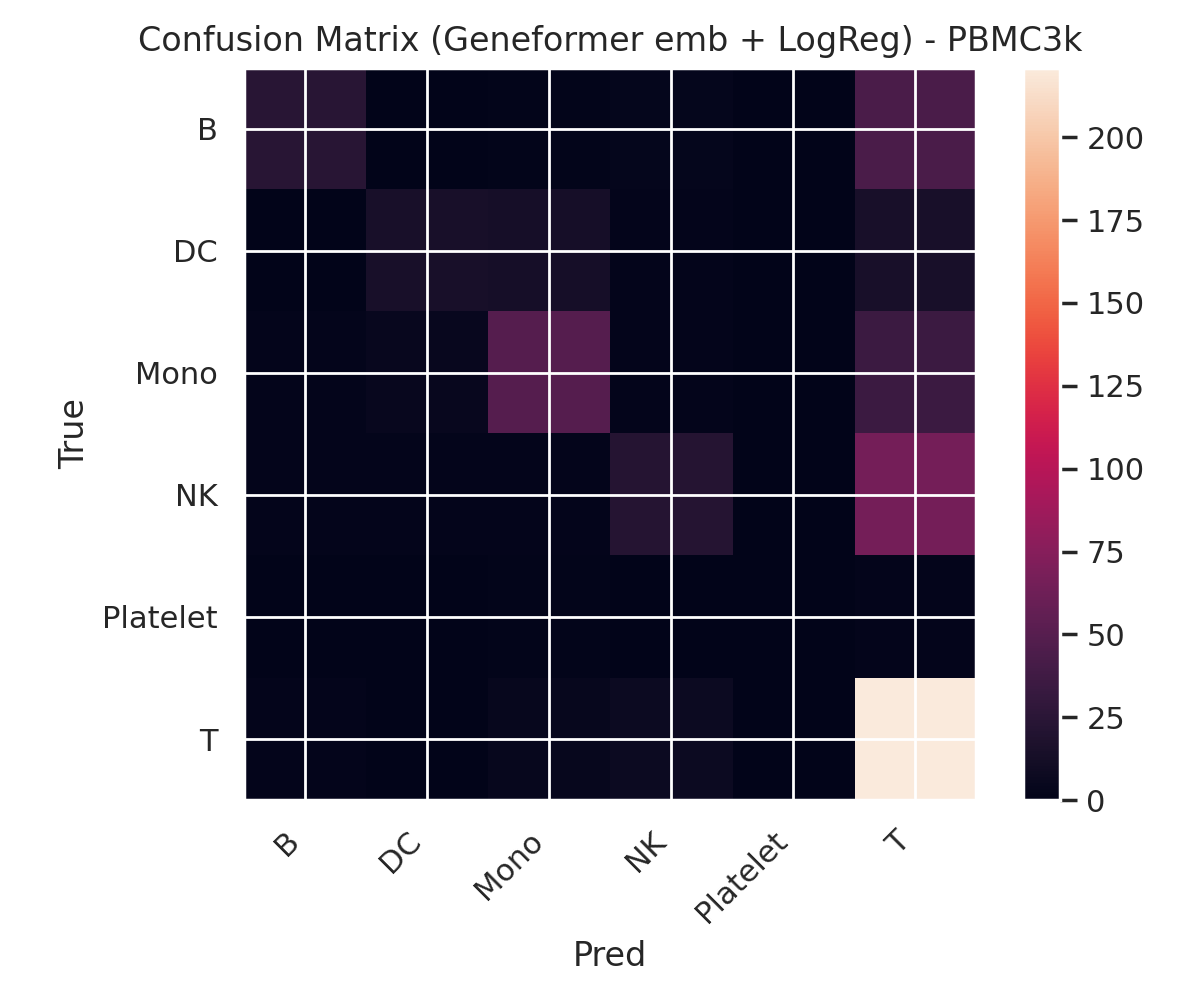 Confusion Matrix (Geneformer emb + LogReg) - PBMC3k
B
DC
Mono
NK
Platelet
T
True
B
DC
Mono
NK
Platelet
T
Pred
200
175
150
125
100
75
50
25
0